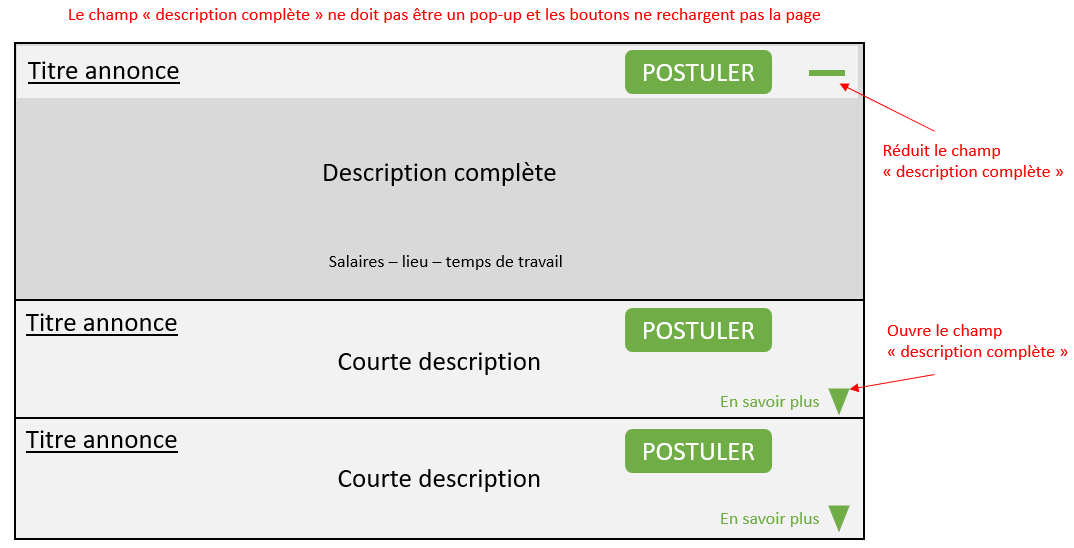 Le champ « description complète » ne doit pas être un pop-up et les boutons ne rechargent pas la page
Titre annonce
POSTULER
Réduit le champ
« description complète »
Description complète
Salaires – lieu – temps de travail
Titre annonce
POSTULER
Ouvre le champ
« description complète »
Courte description
En savoir plus
Titre annonce
POSTULER
Courte description
En savoir plus